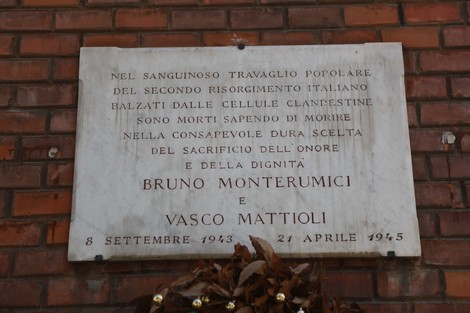 NEL SANGUINOSO TRAVAGLIO POPOLARE
DEL SECONDO RISORGIMENTO ITALIANO
BALZATI DALLE CELLULE CLANDESTINE
SONO MORTI SAPENDO DI MORIRE
NELLA CONSAPEVOLE DURA SCELTA
DEL SACRIFICIO DELL'ONORE
E DELLA DIGNITÀ
BRUNO MONTERUMICI
E
VASCO MATTIOLI
8 SETTEMBRE 1943 21 APRILE 1945